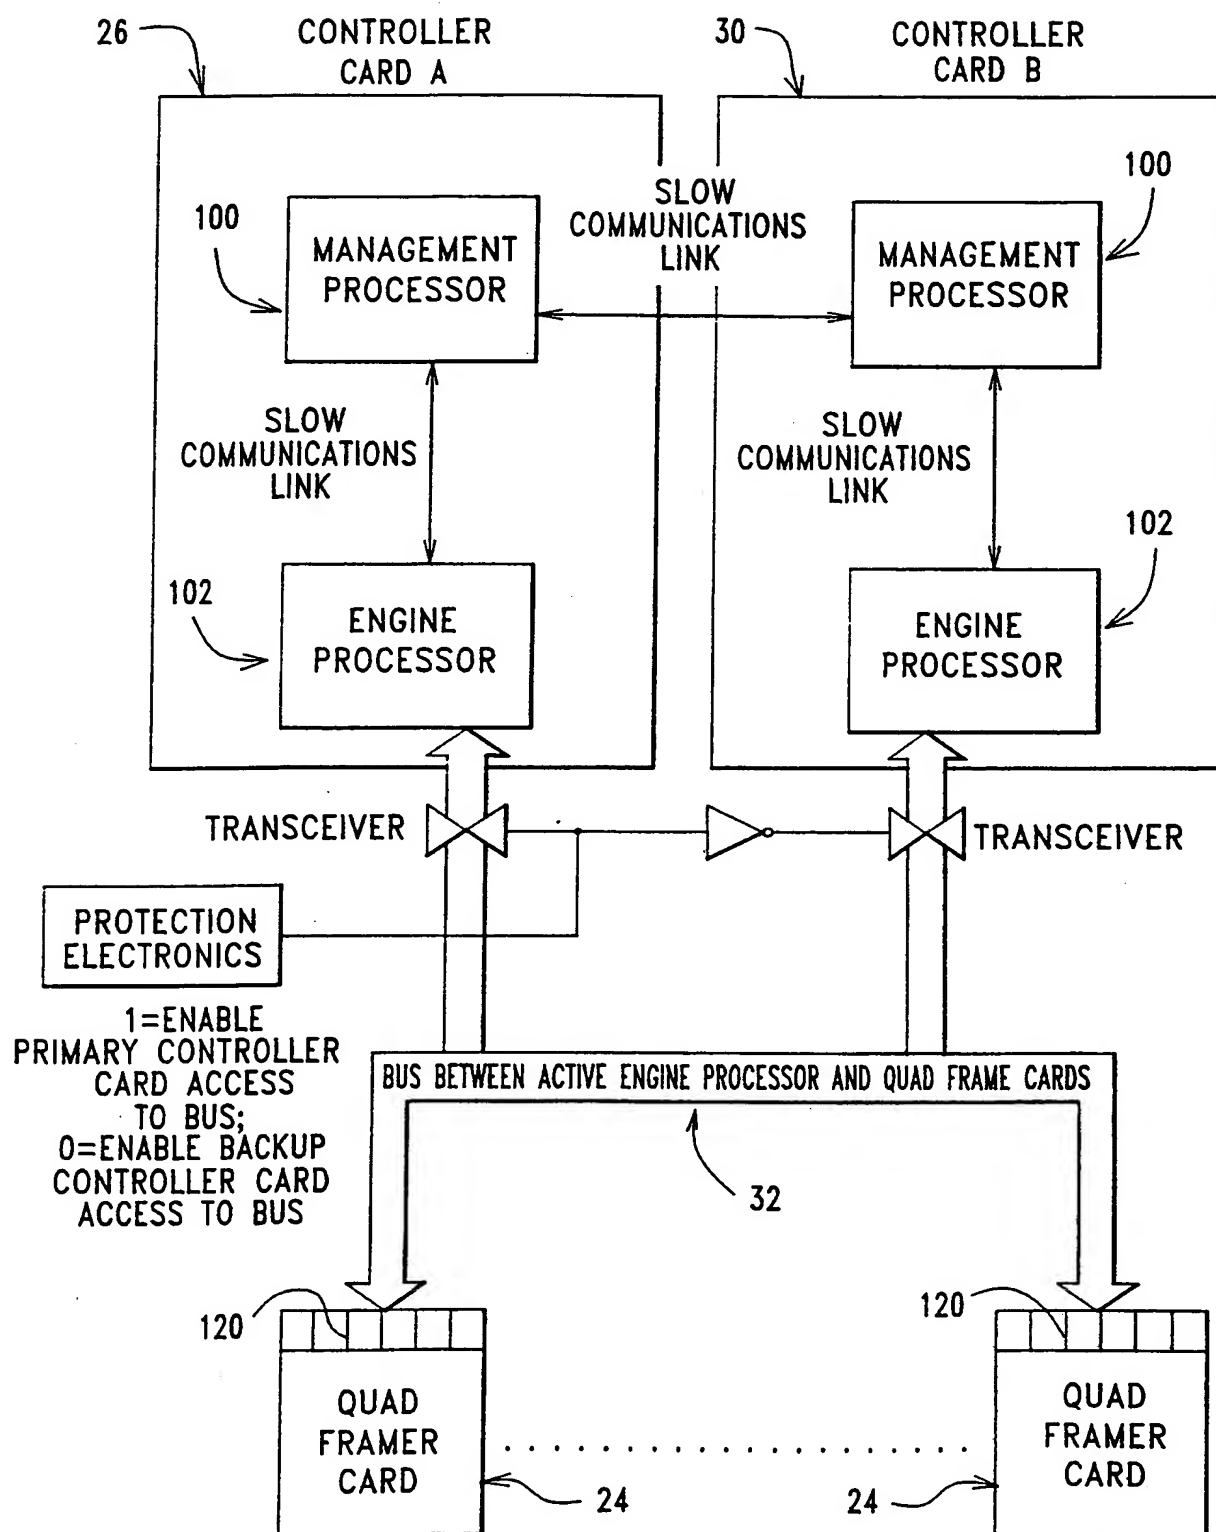 26
CONTROLLER
CARD A
30
CONTROLLER
CARD B
100
MANAGEMENT
PROCESSOR
SLOW
COMMUNICATIONS
LINK
100
MANAGEMENT
PROCESSOR
SLOW
COMMUNICATIONS
LINK
SLOW
COMMUNICATIONS
LINK
102
ENGINE
PROCESSOR
102
ENGINE
PROCESSOR
TRANSCEIVER
TRANSCEIVER
PROTECTION
ELECTRONICS
1=ENABLE
PRIMARY CONTROLLER
CARD ACCESS
TO BUS;
0=ENABLE BACKUP
CONTROLLER CARD
ACCESS TO BUS
BUS BETWEEN ACTIVE ENGINE PROCESSOR AND QUAD FRAME CARDS
32
120
QUAD
FRAMER
CARD
24
120
QUAD
FRAMER
CARD
24